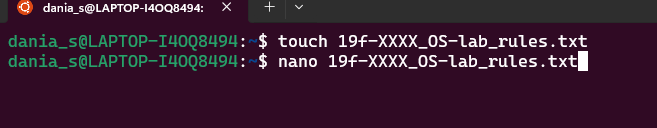 dania_s@LAPTOP-I4OQ8494:
dania_s@LAPTOP-I4OQ8494:~$ touch 19f-XXXX_OS-lab_rules.txt
dania_s@LAPTOP-I4OQ8494:~$ nano 19f-XXXX_OS-lab_rules.txt